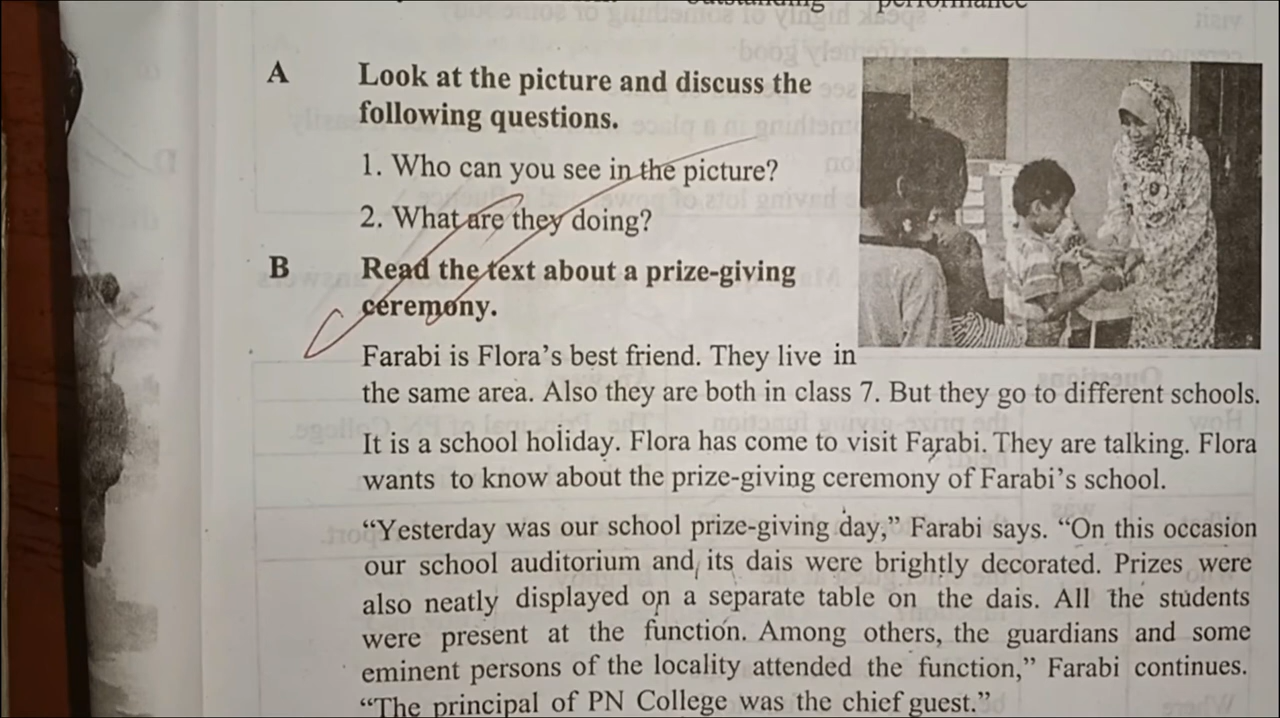 performance
A Look at the picture and discuss the
following questions.
1. Who can you see in the picture?
2. What are they doing?
B Read the text about a prize-giving
ceremony.
Farabi is Flora's best friend. They live in
the same area. Also they are both in class 7. But they go to different schools.
It is a school holiday. Flora has come to visit Farabi. They are talking. Flora
wants to know about the prize-giving ceremony of Farabi's school.
“Yesterday was our school prize-giving day,” Farabi says. “On this occasion
our school auditorium and its dais were brightly decorated. Prizes were
also neatly displayed on a separate table on the dais. All the students
were present at the function. Among others, the guardians and some
eminent persons of the locality attended the function,” Farabi continues.
“The principal of PN College was the chief guest.”